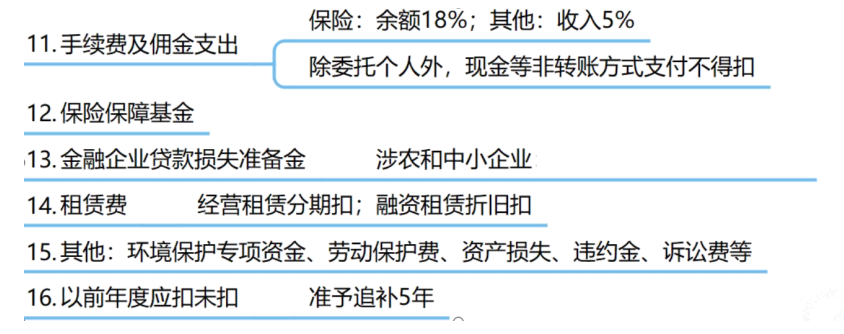 保险：余额18%；其他：收入5%
11.手续费及佣金支出
除委托个人外，现金等非转账方式支付不得扣
12.保险保障基金
13.金融企业贷款损失准备金 涉农和中小企业
14.租赁费 经营租赁分期扣；融资租赁折旧扣
15.其他：环境保护专项资金、劳动保护费、资产损失、违约金、诉讼费等
16.以前年度应扣未扣 准予追补5年